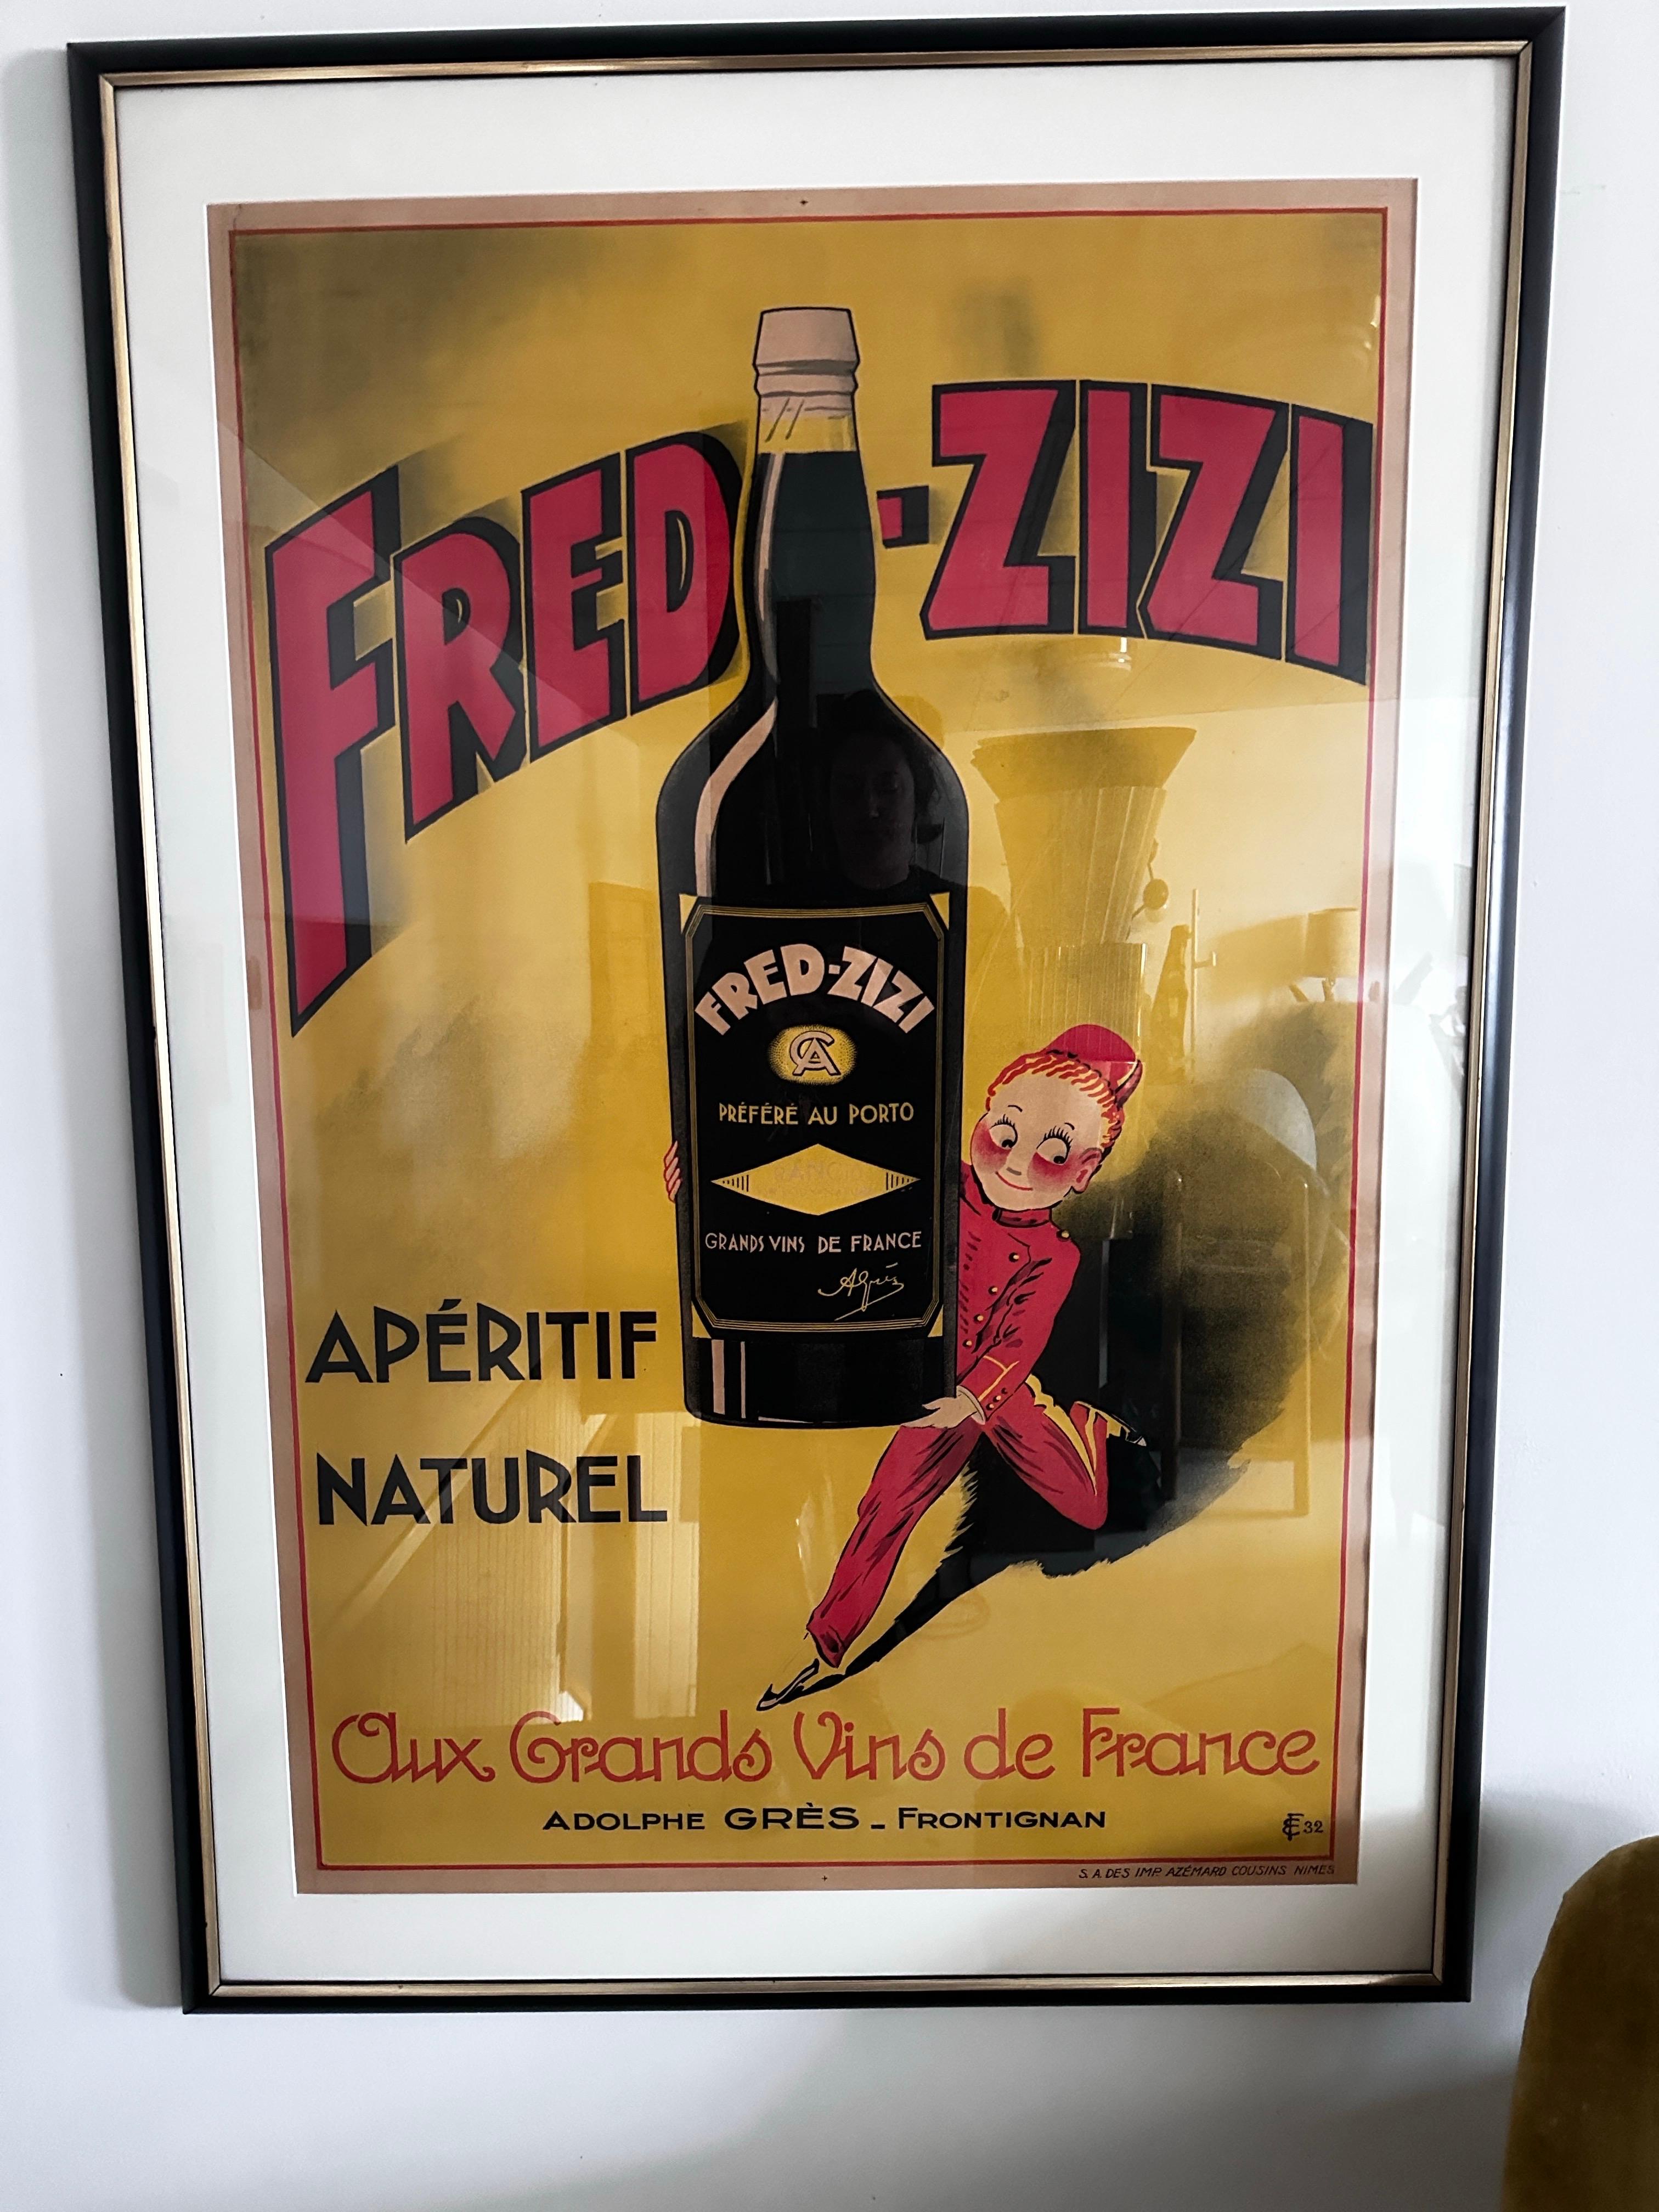 FRED-ZIZI
FRED-ZIZI
CA
PRÉFÉRÉ AU PORTO
GRANDS VINS DE FRANCE
AGrès
APÉRITIF
NATUREL
Aux Grands Vins de France
ADOLPHE GRÈS - FRONTIGNAN
32
S.A. DES IMP. AZÉMARD COUSINS NIMES